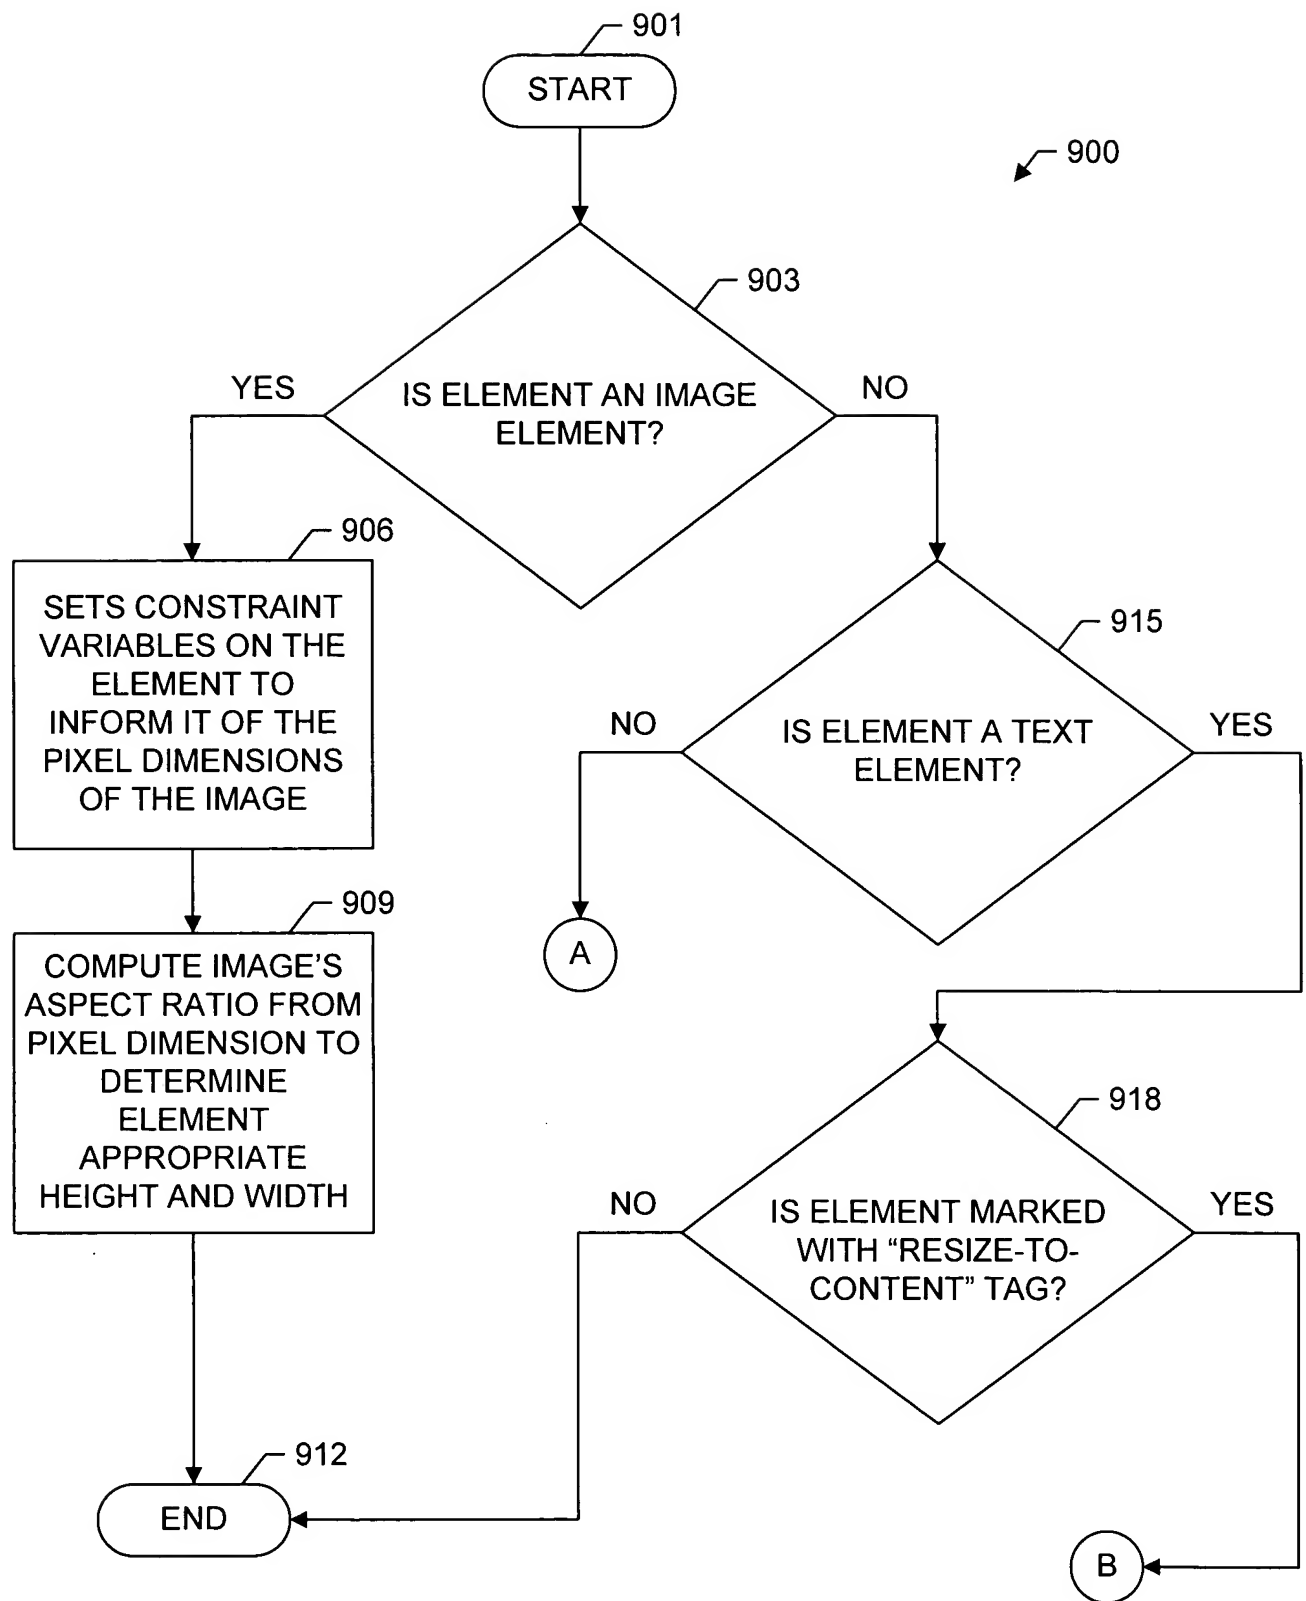 901
START
900
903
YES
IS ELEMENT AN IMAGE
ELEMENT?
NO
906
SETS CONSTRAINT
VARIABLES ON THE
ELEMENT TO
INFORM IT OF THE
PIXEL DIMENSIONS
OF THE IMAGE
915
NO
IS ELEMENT A TEXT
ELEMENT?
YES
909
COMPUTE IMAGE'S
ASPECT RATIO FROM
PIXEL DIMENSION TO
DETERMINE
ELEMENT
APPROPRIATE
HEIGHT AND WIDTH
A
918
NO
IS ELEMENT MARKED
WITH “RESIZE-TO-
CONTENT” TAG?
YES
912
END
B